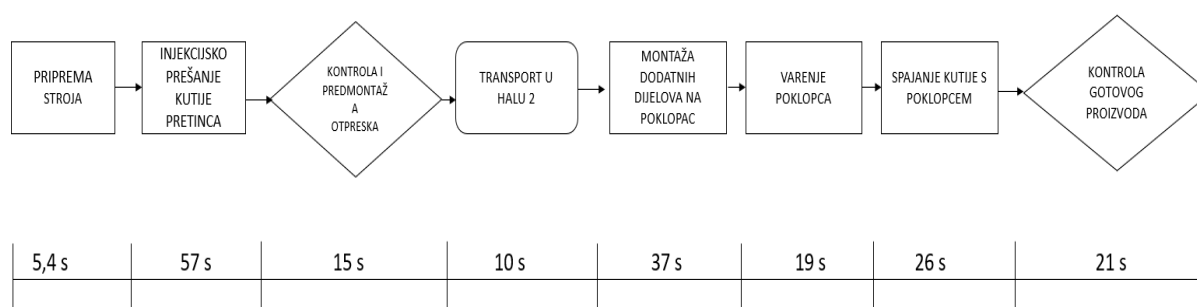 PRIPREMA
STROJA
INJEKCIJSKO
PREŠANJE
KUTIJE
PRETINCA
KONTROLA I
PREDMONTAŽ
A
OTPRESKA
TRANSPORT U
HALU 2
MONTAŽA
DODATNIH
DIJELOVA NA
POKLOPAC
VARENJE
POKLOPCA
SPAJANJE KUTIJE S
POKLOPCEM
KONTROLA
GOTOVOG
PROIZVODA
5,4 s
57 s
15 s
10 s
37 s
19 s
26 s
21 s